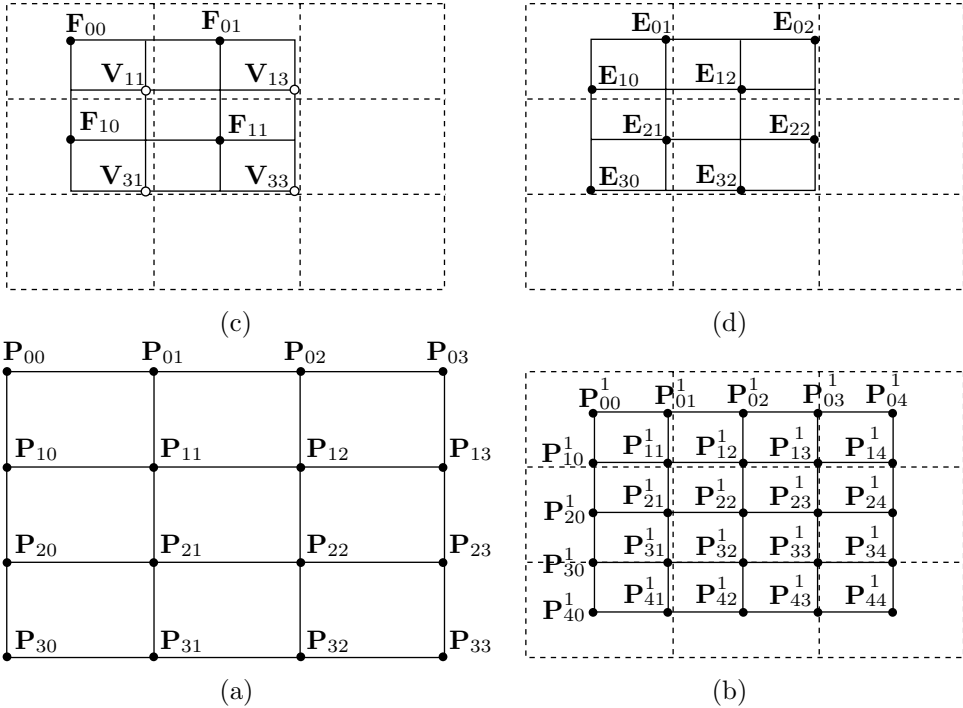 F₀₀ F₀₁
V₁₁ V₁₃
F₁₀ F₁₁
V₃₁ V₃₃
(c)
E₀₁ E₀₂
E₁₀ E₁₂
E₂₁ E₂₂
E₃₀ E₃₂
(d)
P₀₀ P₀₁ P₀₂ P₀₃
P₁₀ P₁₁ P₁₂ P₁₃
P₂₀ P₂₁ P₂₂ P₂₃
P₃₀ P₃₁ P₃₂ P₃₃
(a)
P¹₀₀ P¹₀₁ P¹₀₂ P¹₀₃ P¹₀₄
P¹₁₀ P¹₁₁ P¹₁₂ P¹₁₃ P¹₁₄
P¹₂₀ P¹₂₁ P¹₂₂ P¹₂₃ P¹₂₄
P¹₃₀ P¹₃₁ P¹₃₂ P¹₃₃ P¹₃₄
P¹₄₀ P¹₄₁ P¹₄₂ P¹₄₃ P¹₄₄
(b)